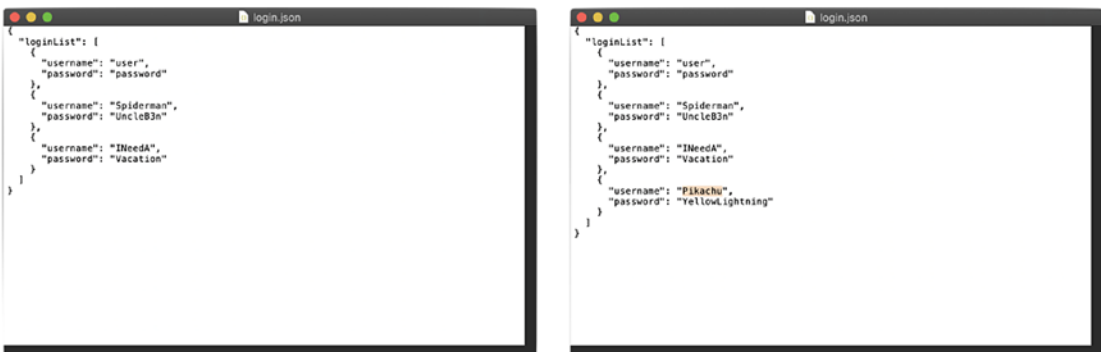 login.json
{
"loginList": [
{
"username": "user",
"password": "password"
},
{
"username": "Spiderman",
"password": "UncleB3n"
},
{
"username": "INeedA",
"password": "Vacation"
}
]
}
login.json
{
"loginList": [
{
"username": "user",
"password": "password"
},
{
"username": "Spiderman",
"password": "UncleB3n"
},
{
"username": "INeedA",
"password": "Vacation"
},
{
"username": "Pikachu",
"password": "YellowLightning"
}
]
}